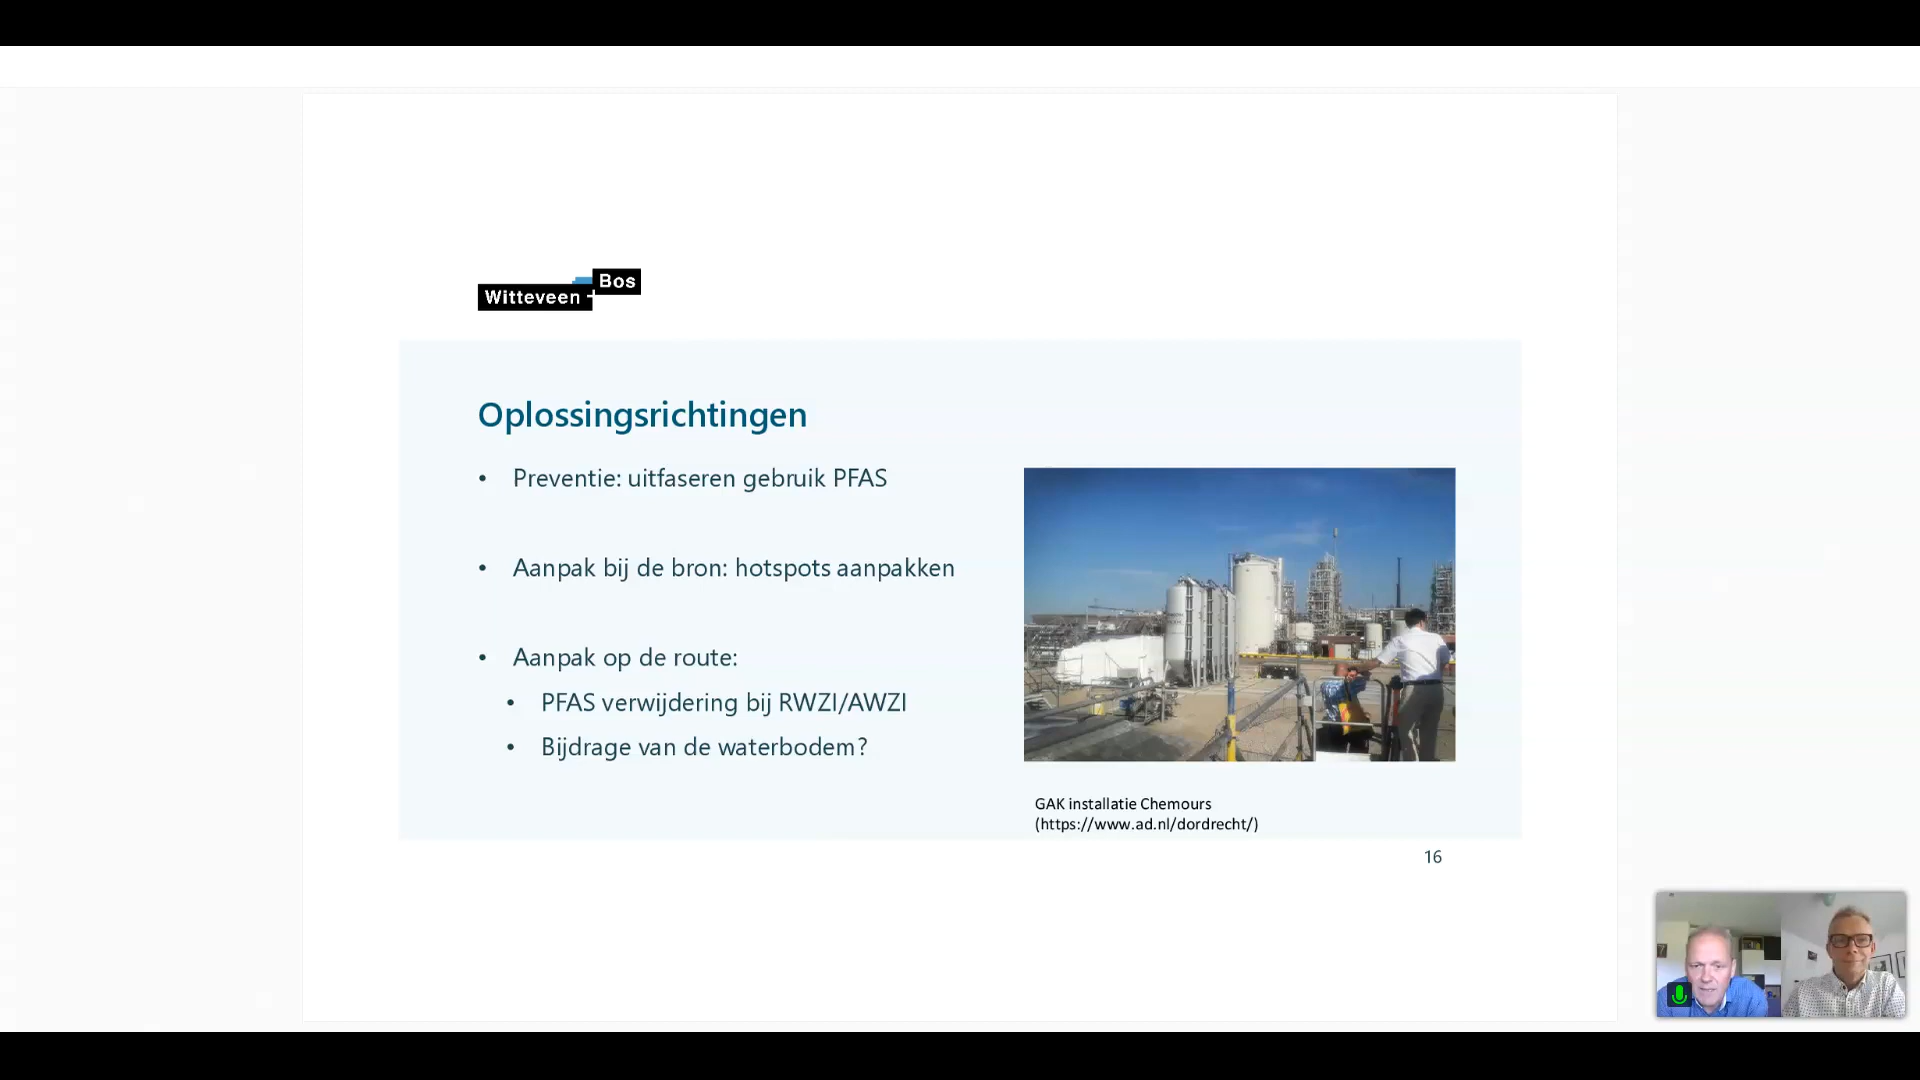 Witteveen + Bos
Oplossingsrichtingen
• Preventie: uitfaseren gebruik PFAS
• Aanpak bij de bron: hotspots aanpakken
• Aanpak op de route:
• PFAS verwijdering bij RWZI/AWZI
• Bijdrage van de waterbodem?
GAK installatie Chemours
(https://www.ad.nl/dordrecht/)
16